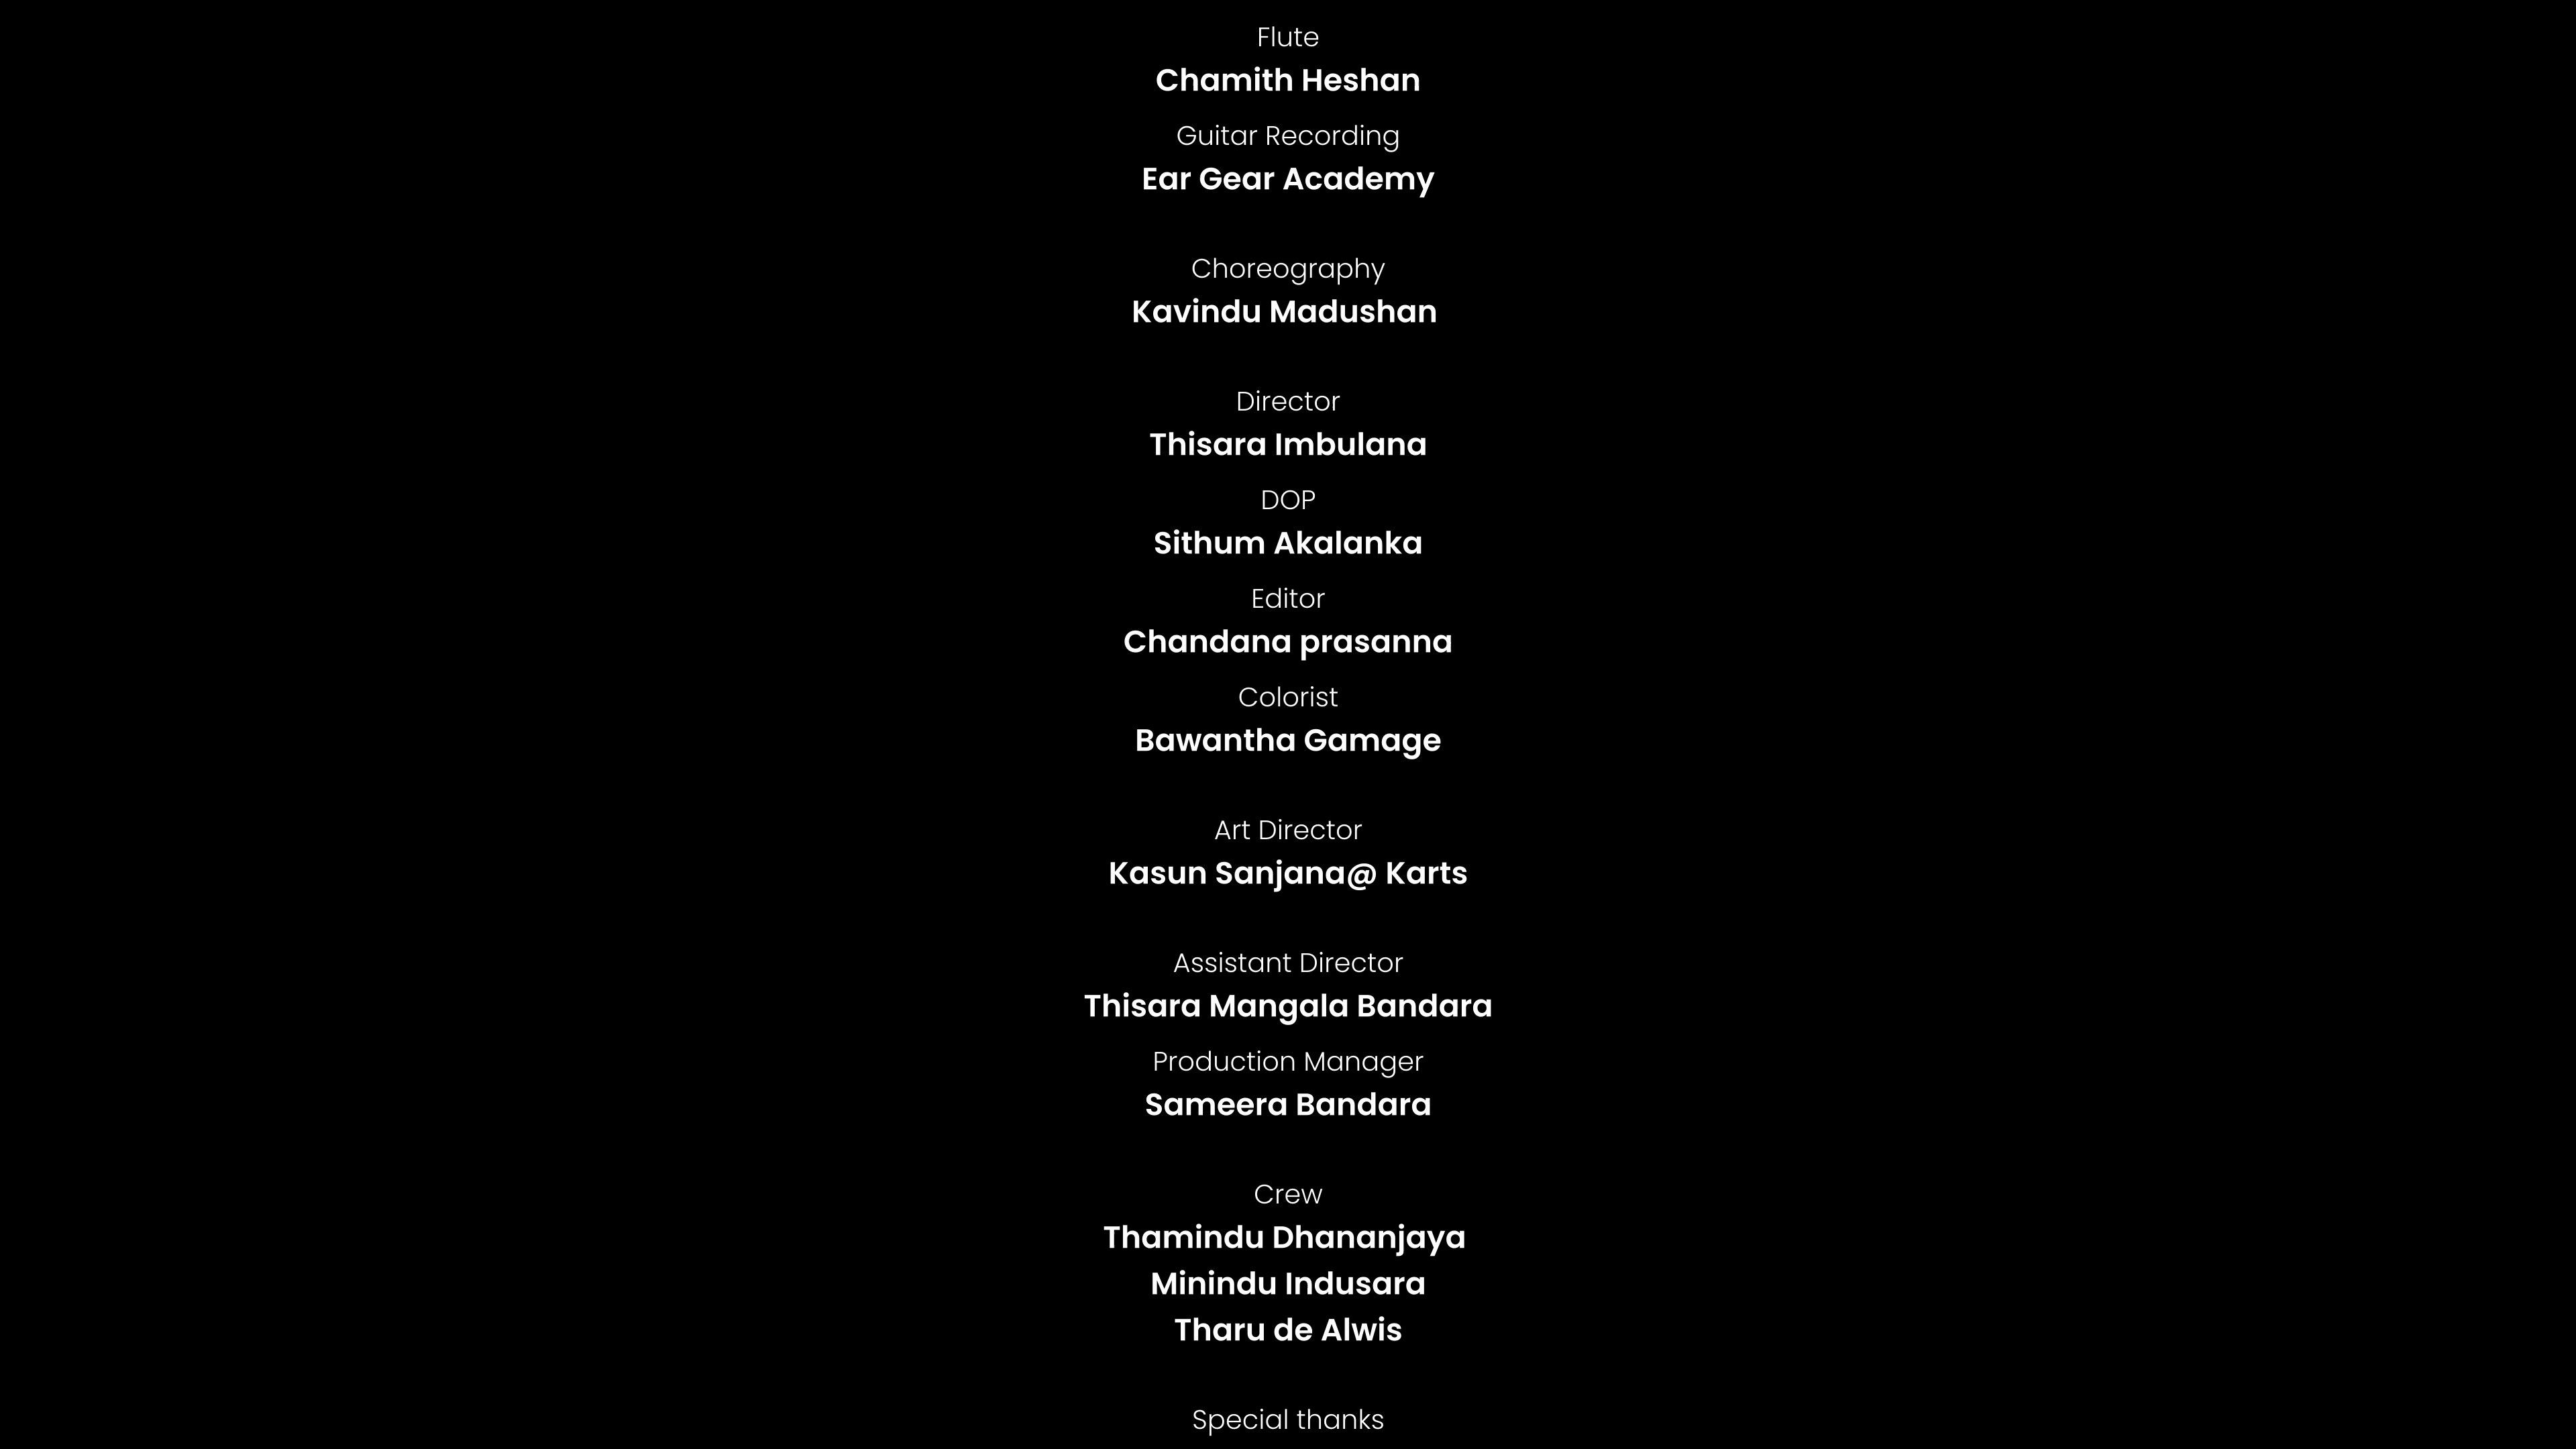 Flute
Chamith Heshan
Guitar Recording
Ear Gear Academy
Choreography
Kavindu Madushan
Director
Thisara Imbulana
DOP
Sithum Akalanka
Editor
Chandana prasanna
Colorist
Bawantha Gamage
Art Director
Kasun Sanjana@ Karts
Assistant Director
Thisara Mangala Bandara
Production Manager
Sameera Bandara
Crew
Thamindu Dhananjaya
Minindu Indusara
Tharu de Alwis
Special thanks